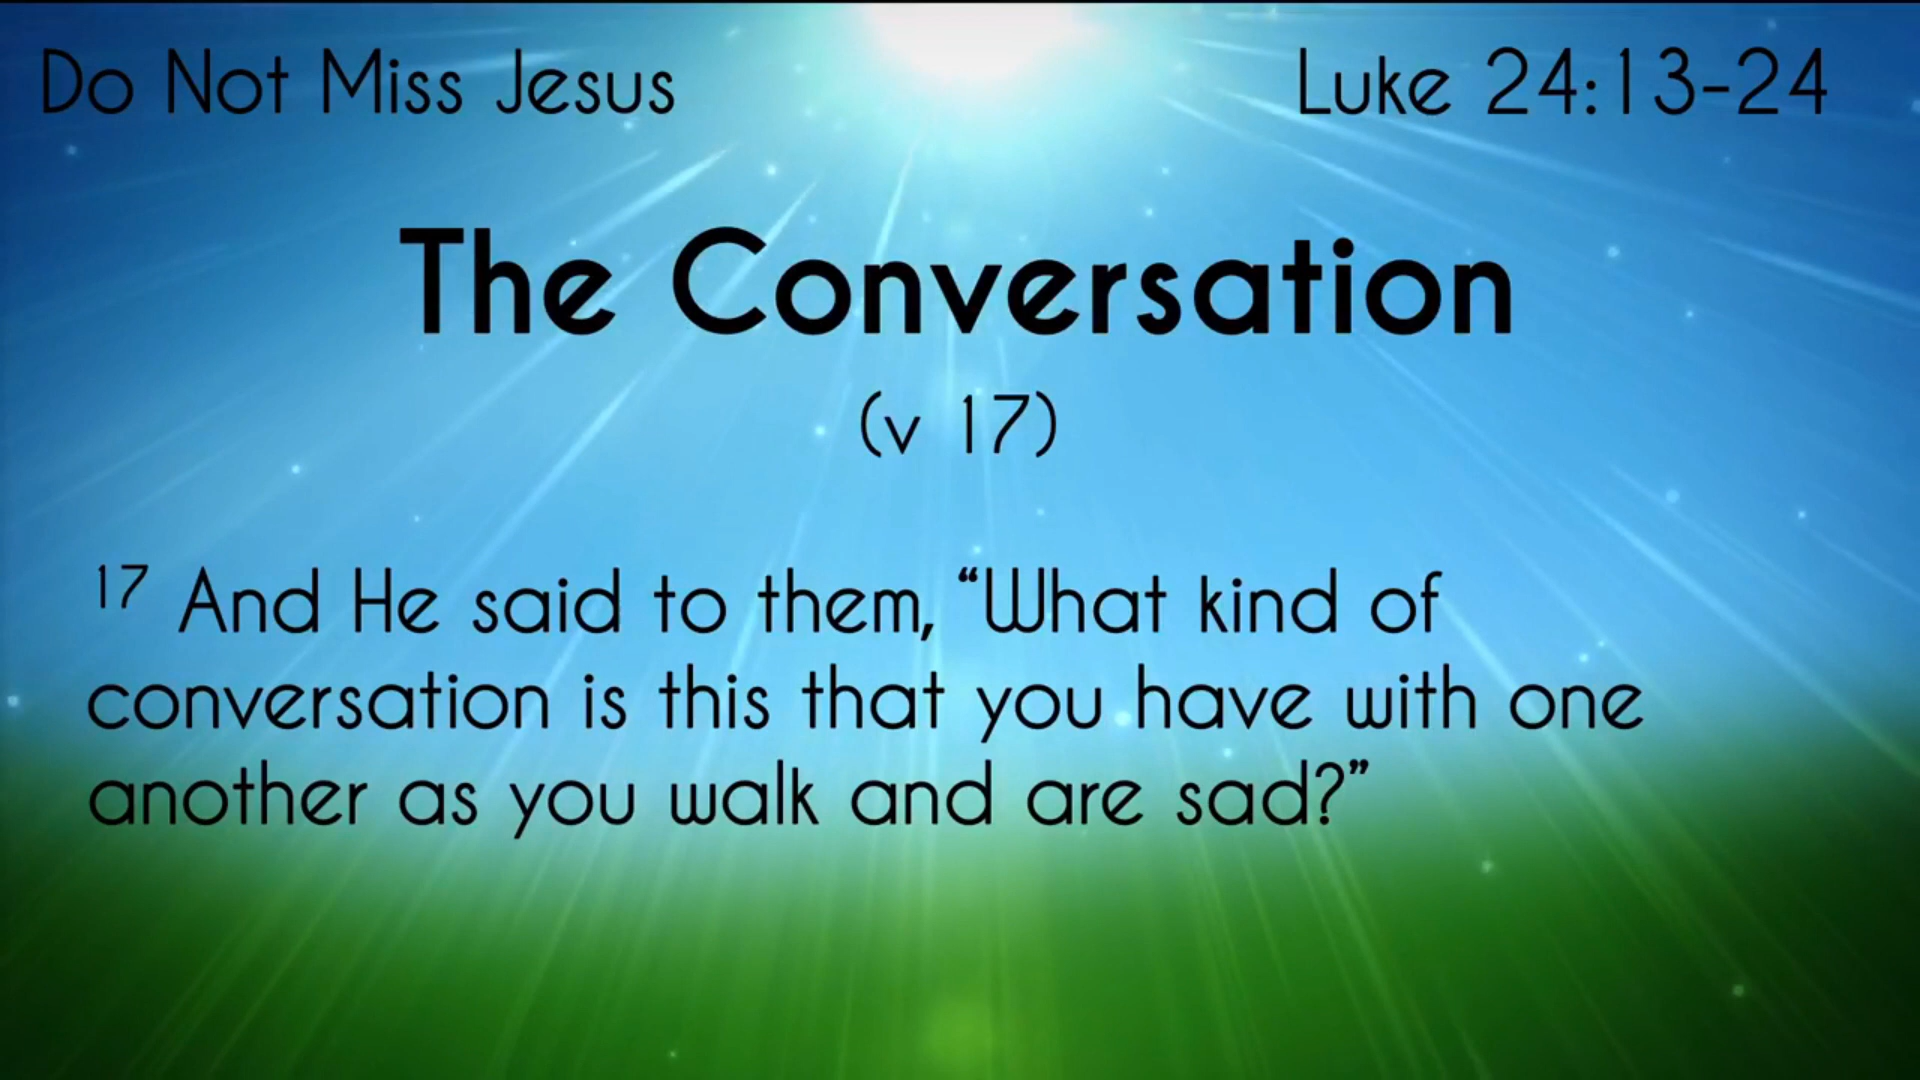 Do Not Miss Jesus
Luke 24:13-24
The Conversation
(v 17)
17 And He said to them, “What kind of
conversation is this that you have with one
another as you walk and are sad?”